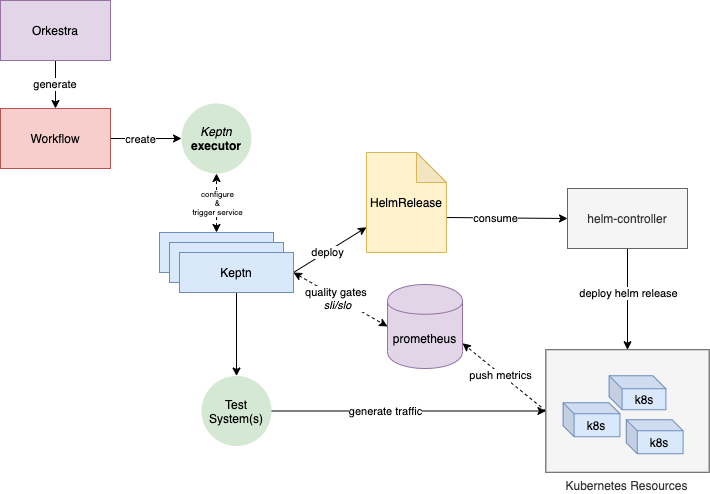 Orkestra
generate
Workflow
create
Keptn
executor
configure
&
trigger service
Keptn
deploy
HelmRelease
consume
helm-controller
deploy helm release
quality gates
sli/slo
prometheus
push metrics
Test
System(s)
generate traffic
k8s
k8s
k8s
Kubernetes Resources